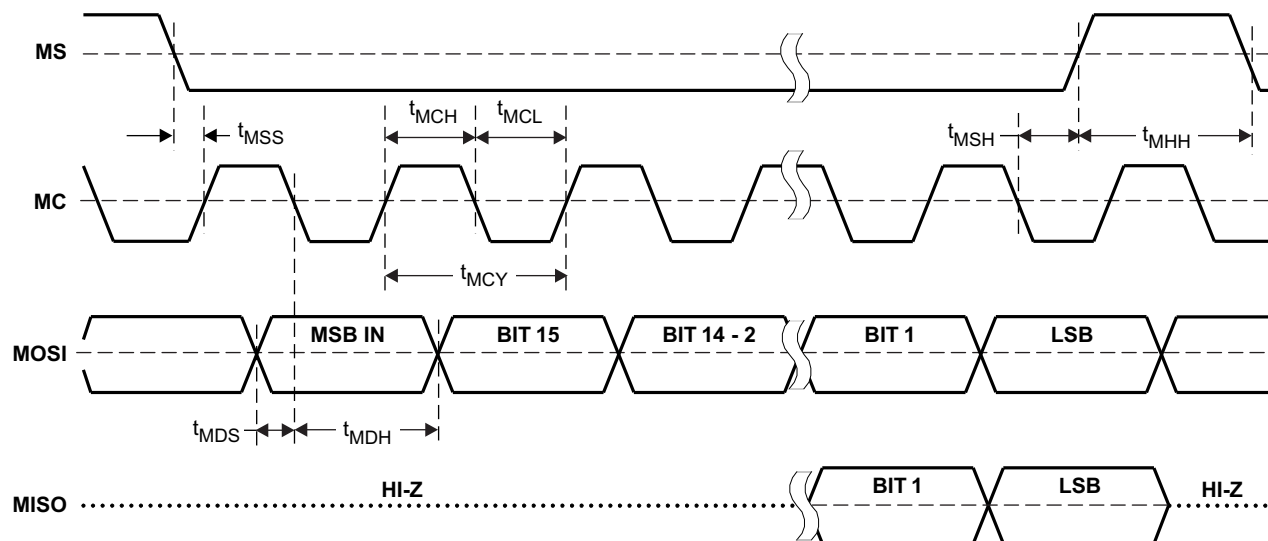 MS
tMSS
tMCH
tMCL
tMSH
tMHH
MC
tMCY
MOSI
MSB IN
BIT 15
BIT 14 - 2
BIT 1
LSB
tMDS
tMDH
MISO
HI-Z
BIT 1
LSB
HI-Z